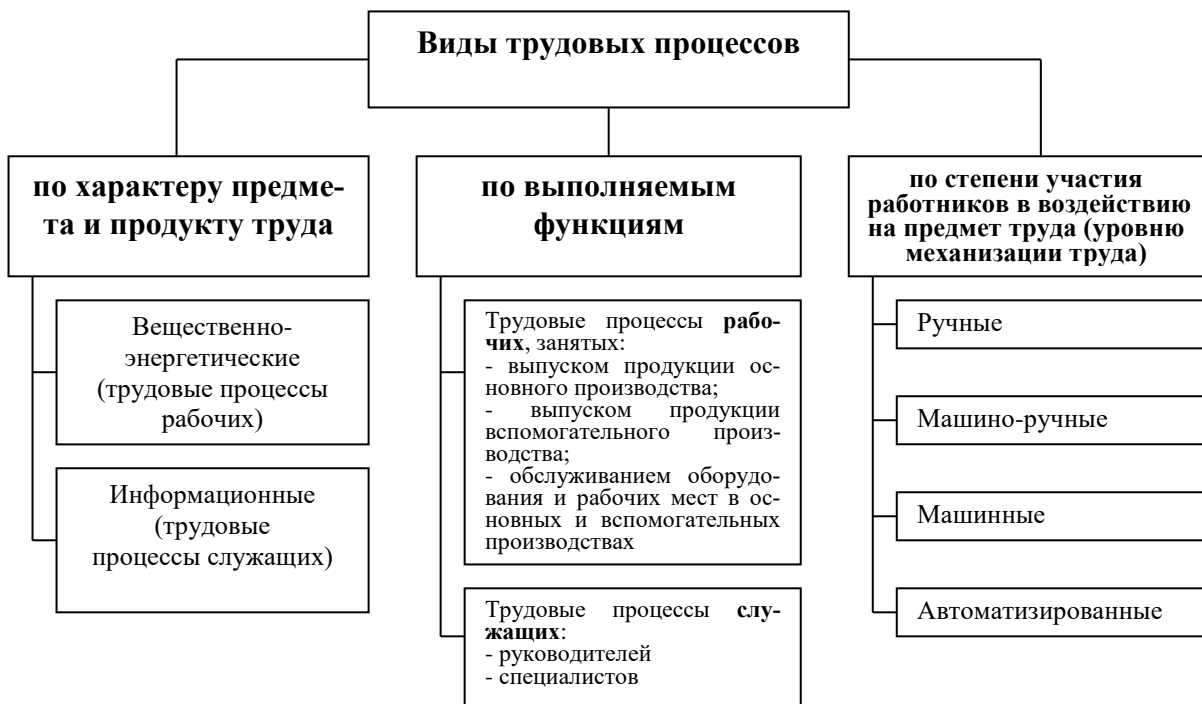 Виды трудовых процессов
по характеру предме-
та и продукту труда
Вещественно-
энергетические
(трудовые процессы
рабочих)
Информационные
(трудовые
процессы служащих)
по выполняемым
функциям
Трудовые процессы рабо-
чих, занятых:
- выпуском продукции ос-
новного производства;
- выпуском продукции
вспомогательного произ-
водства;
- обслуживанием оборудо-
вания и рабочих мест в ос-
новных и вспомогательных
производствах
Трудовые процессы слу-
жащих:
- руководителей
- специалистов
по степени участия
работников в воздействию
на предмет труда (уровню
механизации труда)
Ручные
Машино-ручные
Машинные
Автоматизированные